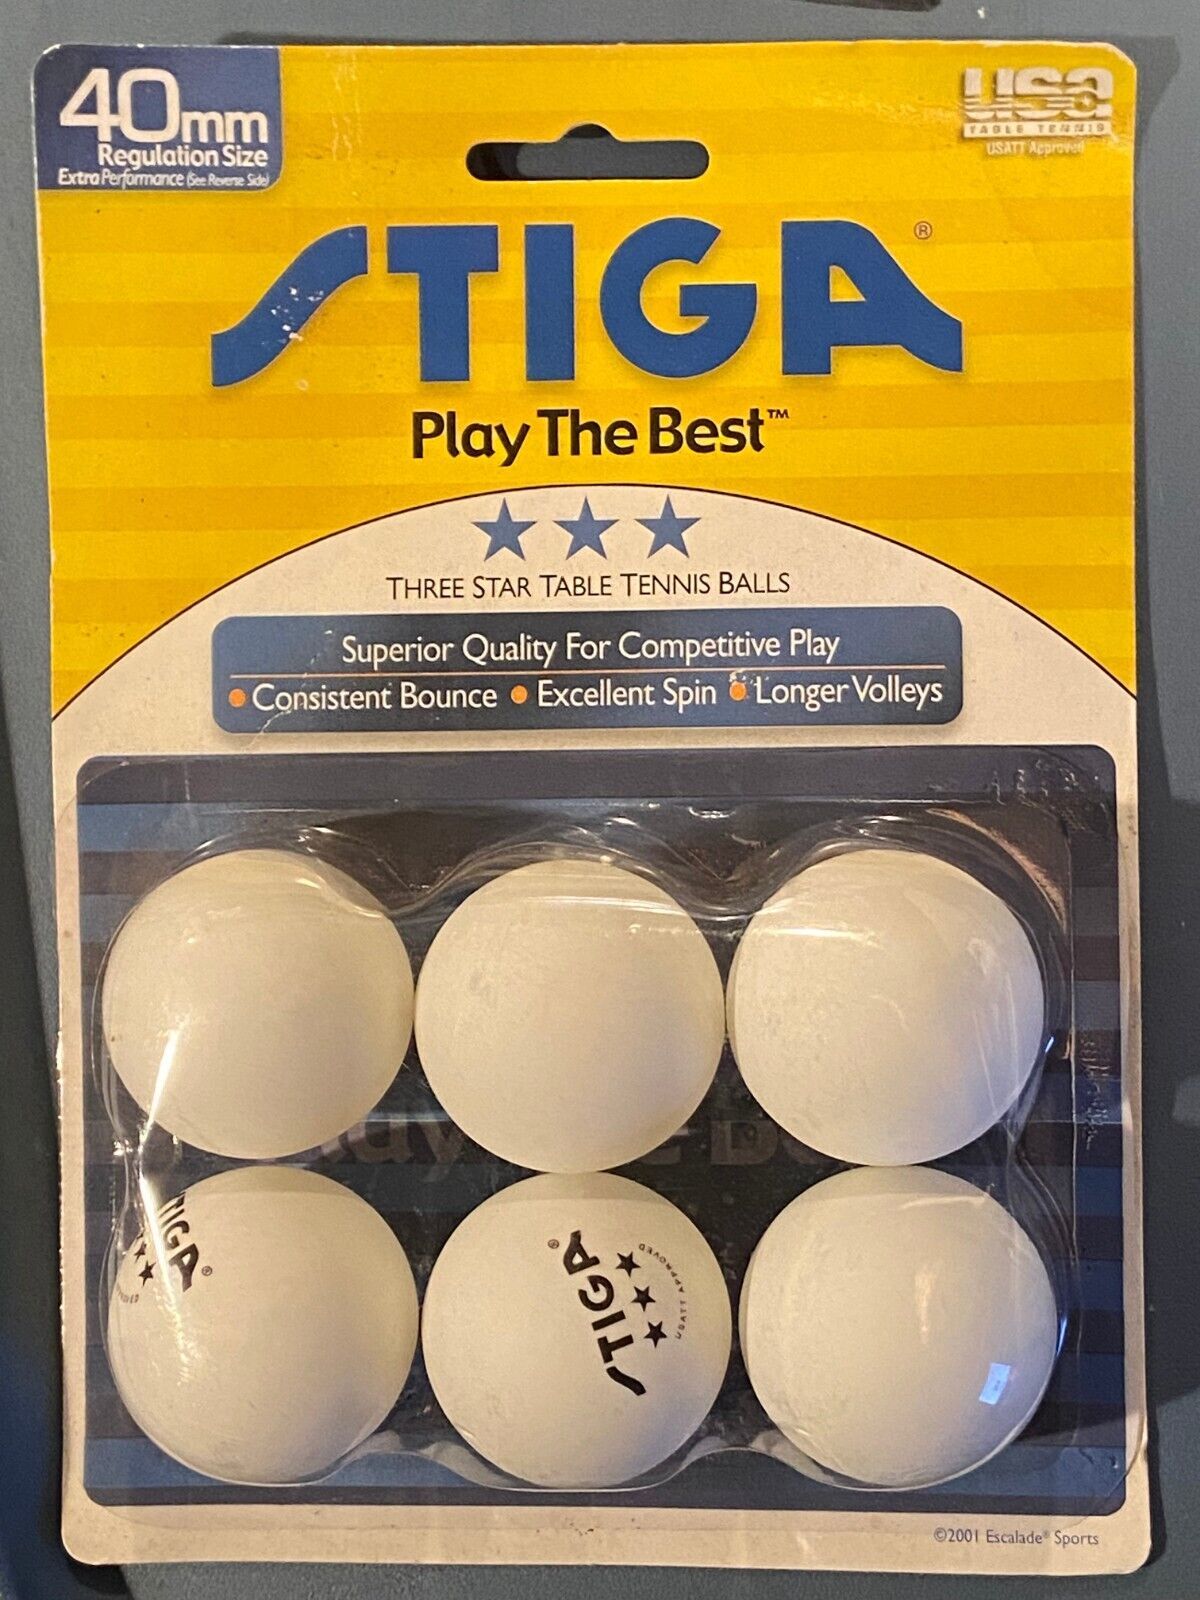 40mm
Regulation Size
Extra Performance (See Reverse Side)
USA
TABLE TENNIS
USATT Approved
STIGA®
Play The Best™
THREE STAR TABLE TENNIS BALLS
Superior Quality For Competitive Play
• Consistent Bounce • Excellent Spin • Longer Volleys
TIGA®
STIGA®
USATT APPROVED
©2001 Escalade® Sports